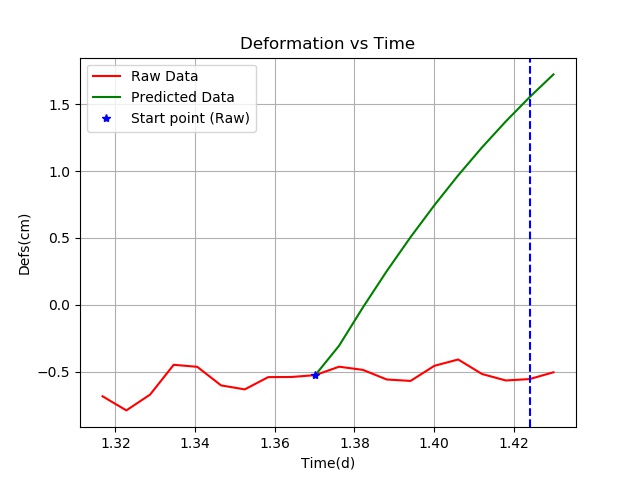 Deformation vs Time
Raw Data
Predicted Data
Start point (Raw)
Defs(cm)
1.5
1.0
0.5
0.0
−0.5
1.32 1.34 1.36 1.38 1.40 1.42
Time(d)